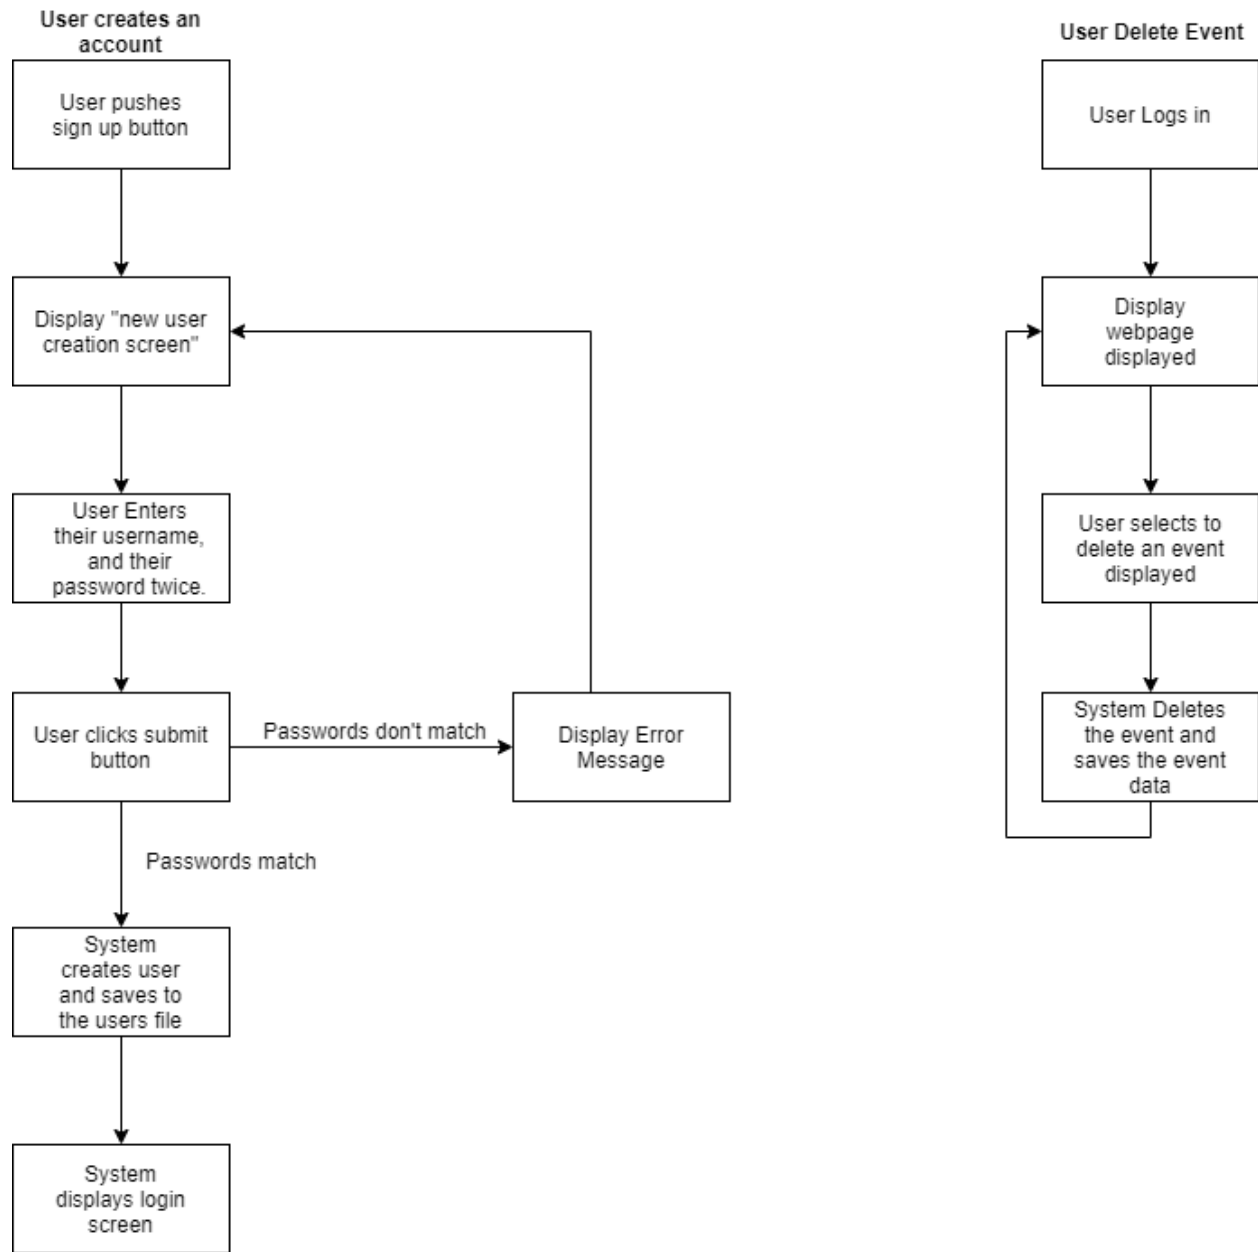 User creates an
account
User pushes
sign up button
Display "new user
creation screen"
User Enters
their username,
and their
password twice.
User clicks submit
button
Passwords don't match
Display Error
Message
Passwords match
System
creates user
and saves to
the users file
System
displays login
screen
User Delete Event
User Logs in
Display
webpage
displayed
User selects to
delete an event
displayed
System Deletes
the event and
saves the event
data